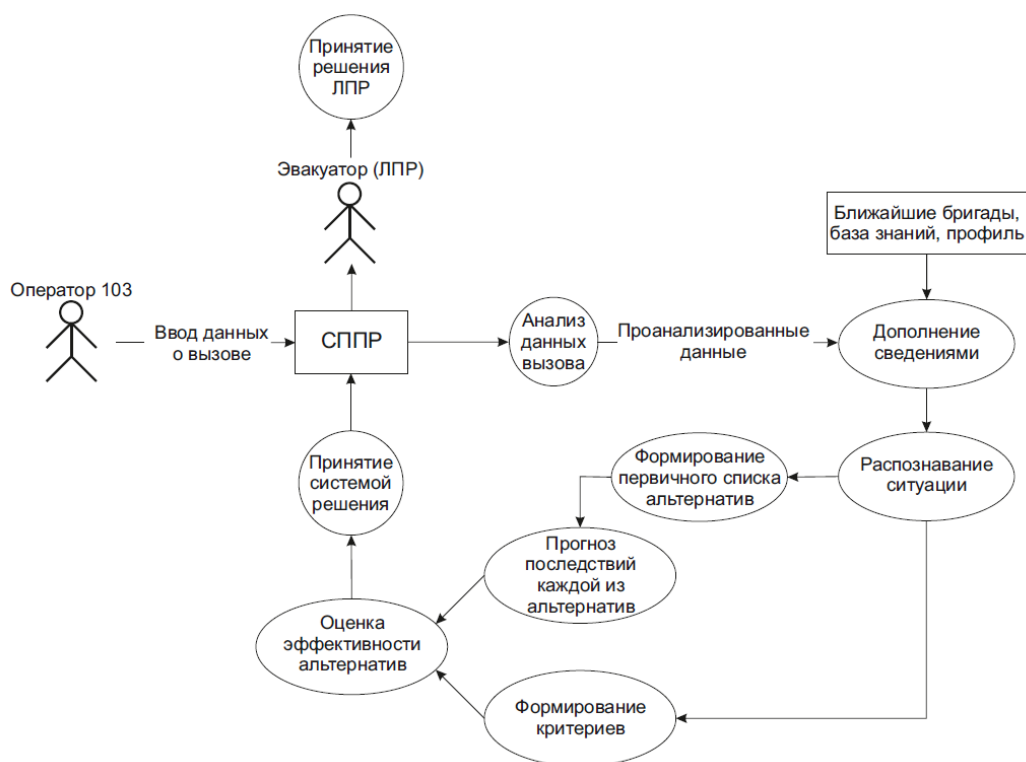 Принятие
решения
ЛПР
Эвакуатор (ЛПР)
Ближайшие бригады,
база знаний, профиль
Оператор 103
Ввод данных
о вызове
СППР
Анализ
данных
вызова
Проанализированные
данные
Дополнение
сведениями
Принятие
системой
решения
Формирование
первичного списка
альтернатив
Распознавание
ситуации
Прогноз
последствий
каждой из
альтернатив
Оценка
эффективности
альтернатив
Формирование
критериев